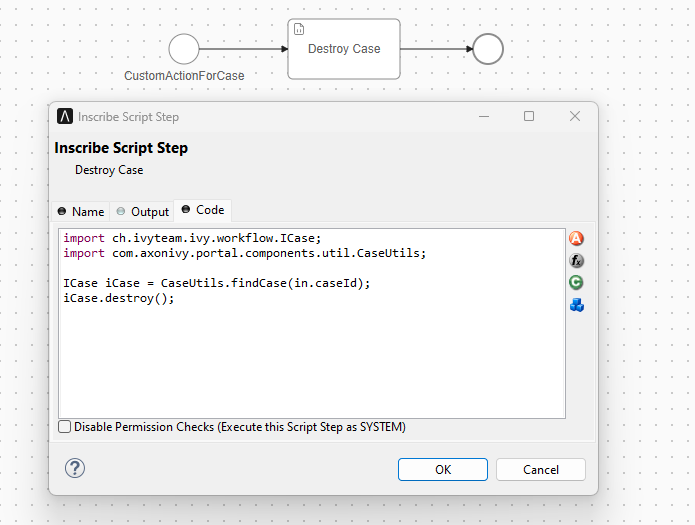 Destroy Case
CustomActionForCase
Inscribe Script Step
Inscribe Script Step
Destroy Case
Name
Output
Code
import ch.ivyteam.ivy.workflow.ICase;
import com.axonivy.portal.components.util.CaseUtils;
ICase iCase = CaseUtils.findCase(in.caseId);
iCase.destroy();
A
fx
C
Disable Permission Checks (Execute this Script Step as SYSTEM)
?
OK
Cancel